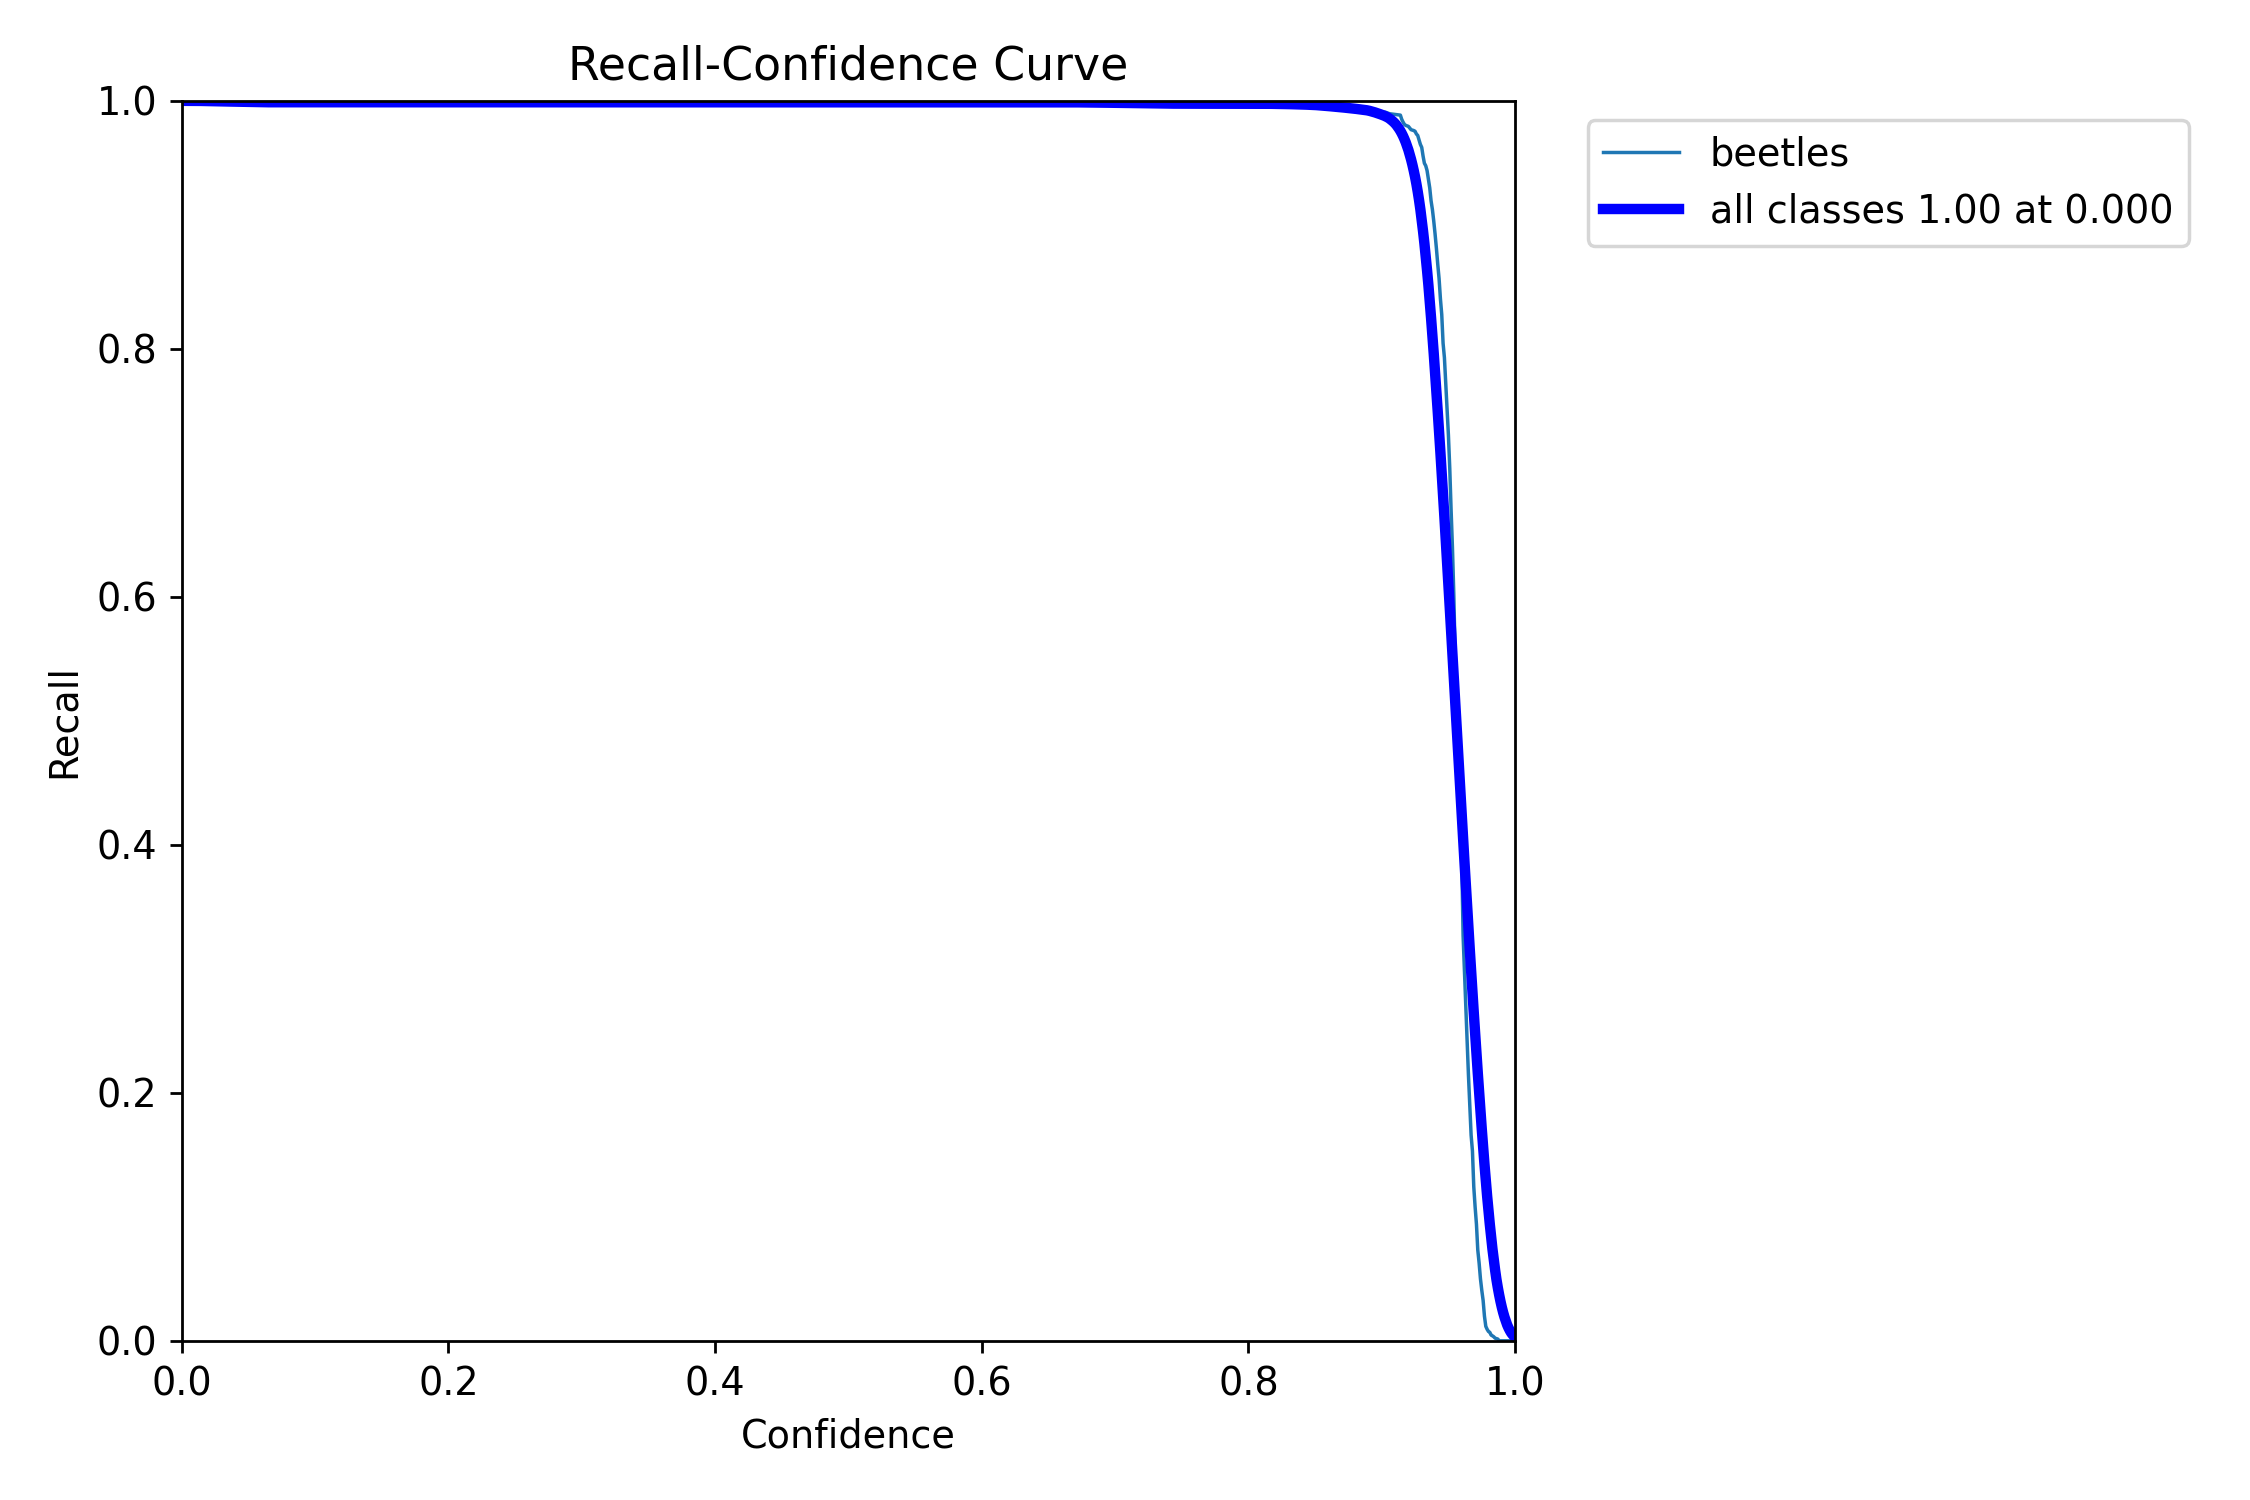 Recall-Confidence Curve
beetles
all classes 1.00 at 0.000
1.0
0.8
0.6
0.4
0.2
0.0
Recall
0.0 0.2 0.4 0.6 0.8 1.0
Confidence